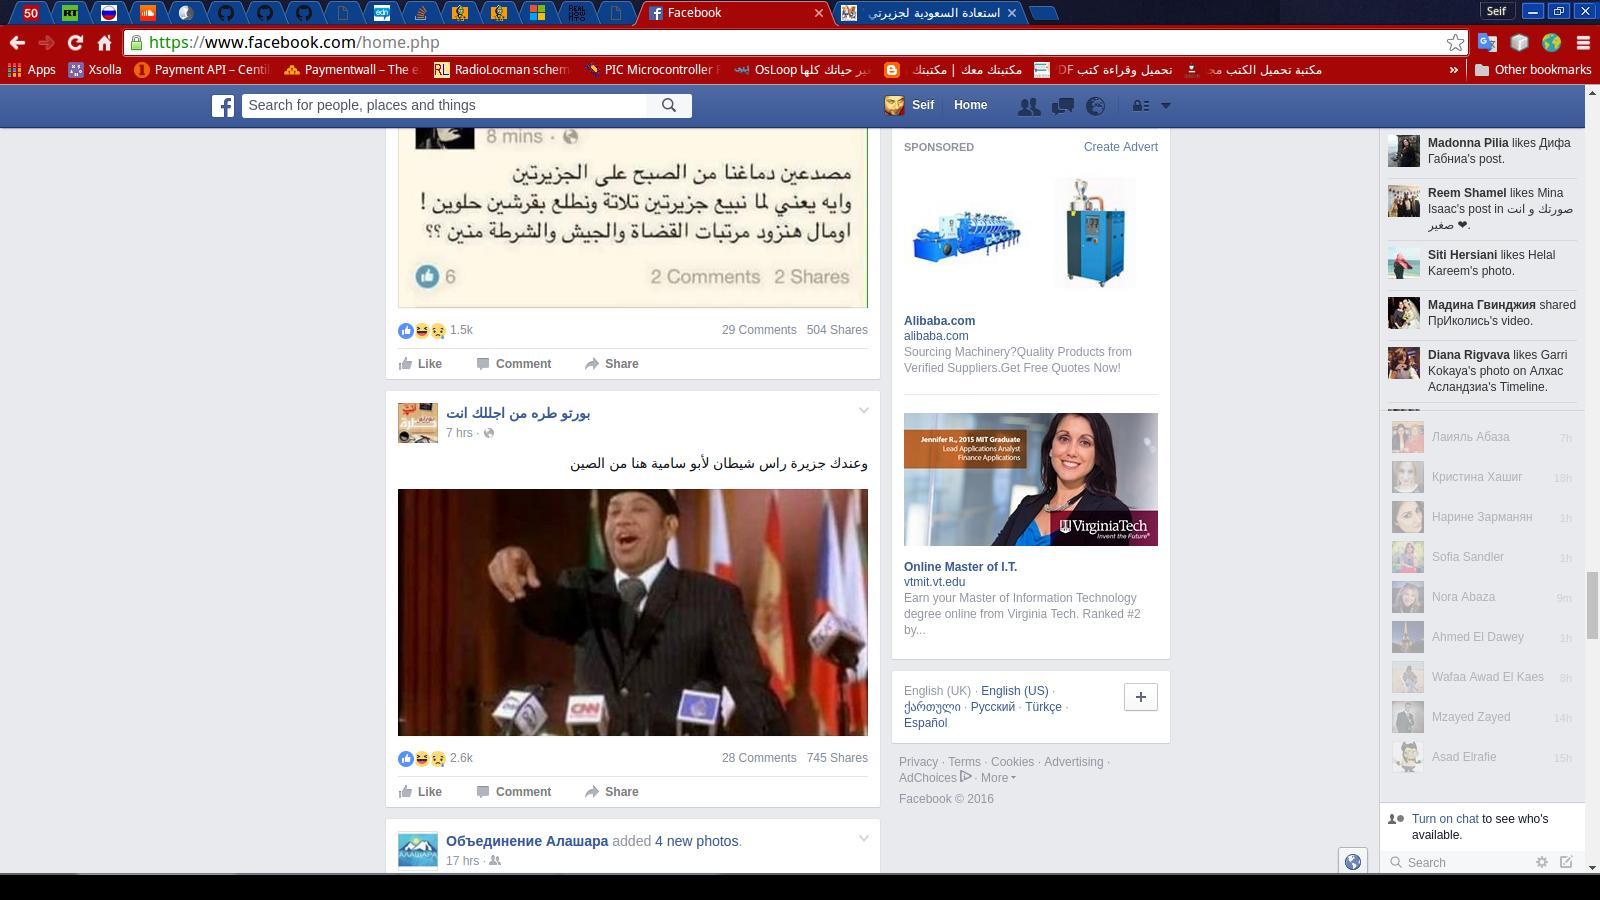 50
RT
edn
Facebook
استعادة السعودية لجزيرتي
Seif
https://www.facebook.com/home.php
Apps
Xsolla
Payment API – Centi
Paymentwall – The e
RL RadioLocman schem
PIC Microcontroller
OsLoop غير حياتك كلها
مكتبتك معك | مكتبتك
تحميل وقراءة كتب DF
مكتبة تحميل الكتب مج
»
Other bookmarks
Search for people, places and things
Seif
Home
8 mins ·
مصدعين دماغنا من الصبح على الجزيرتين
وايه يعني لما نبيع جزيرتين تلاتة ونطلع بقرشين حلوين !
اومال هنزود مرتبات القضاة والجيش والشرطة منين ؟؟
6
2 Comments 2 Shares
1.5k
29 Comments 504 Shares
Like Comment Share
بورتو طره من اجللك انت
7 hrs ·
وعندك جزيرة راس شيطان لأبو سامية هنا من الصين
CNN
2.6k
28 Comments 745 Shares
Like Comment Share
Объединение Алашара added 4 new photos.
17 hrs ·
SPONSORED
Create Advert
Alibaba.com
alibaba.com
Sourcing Machinery?Quality Products from
Verified Suppliers.Get Free Quotes Now!
Jennifer R., 2015 MIT Graduate
Lead Applications Analyst
Finance Applications
VirginiaTech
Invent the Future®
Online Master of I.T.
vtmit.vt.edu
Earn your Master of Information Technology
degree online from Virginia Tech. Ranked #2
by...
English (UK) · English (US) ·
ქართული · Русский · Türkçe ·
Español
+
Privacy · Terms · Cookies · Advertising ·
AdChoices · More
Facebook © 2016
Madonna Pilia likes Дифа
Габниа's post.
Reem Shamel likes Mina
Isaac's post in صورتك و انت
صغير ❤.
Siti Hersiani likes Helal
Kareem's photo.
Мадина Гвинджия shared
ПрИколись's video.
Diana Rigvava likes Garri
Kokaya's photo on Алхас
Асландзиа's Timeline.
Лаияль Абаза 7h
Кристина Хашиг 18h
Нарине Зарманян 1h
Sofia Sandler 1h
Nora Abaza 9m
Ahmed El Dawey 1h
Wafaa Awad El Kaes 8h
Mzayed Zayed 14h
Asad Elrafie 15h
Turn on chat to see who's
available.
Search